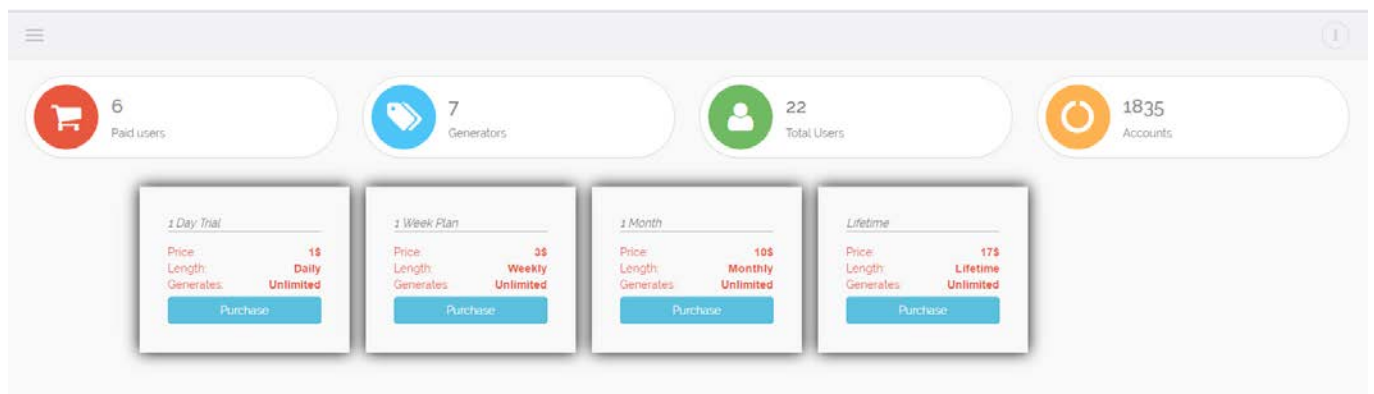 6
Paid users
7
Generators
22
Total Users
1835
Accounts
1 Day Trial
Price: 1$
Length: Daily
Generates: Unlimited
Purchase
1 Week Plan
Price: 3$
Length: Weekly
Generates: Unlimited
Purchase
1 Month
Price: 10$
Length: Monthly
Generates: Unlimited
Purchase
Lifetime
Price: 17$
Length: Lifetime
Generates: Unlimited
Purchase